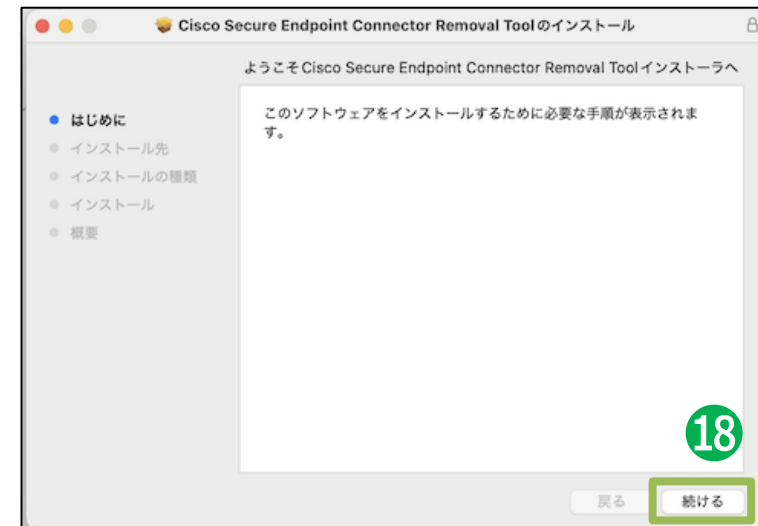 Cisco Secure Endpoint Connector Removal Toolのインストール
ようこそCisco Secure Endpoint Connector Removal Toolインストーラへ
はじめに
インストール先
インストールの種類
インストール
概要
このソフトウェアをインストールするために必要な手順が表示されま
す。
⑱
戻る
続ける